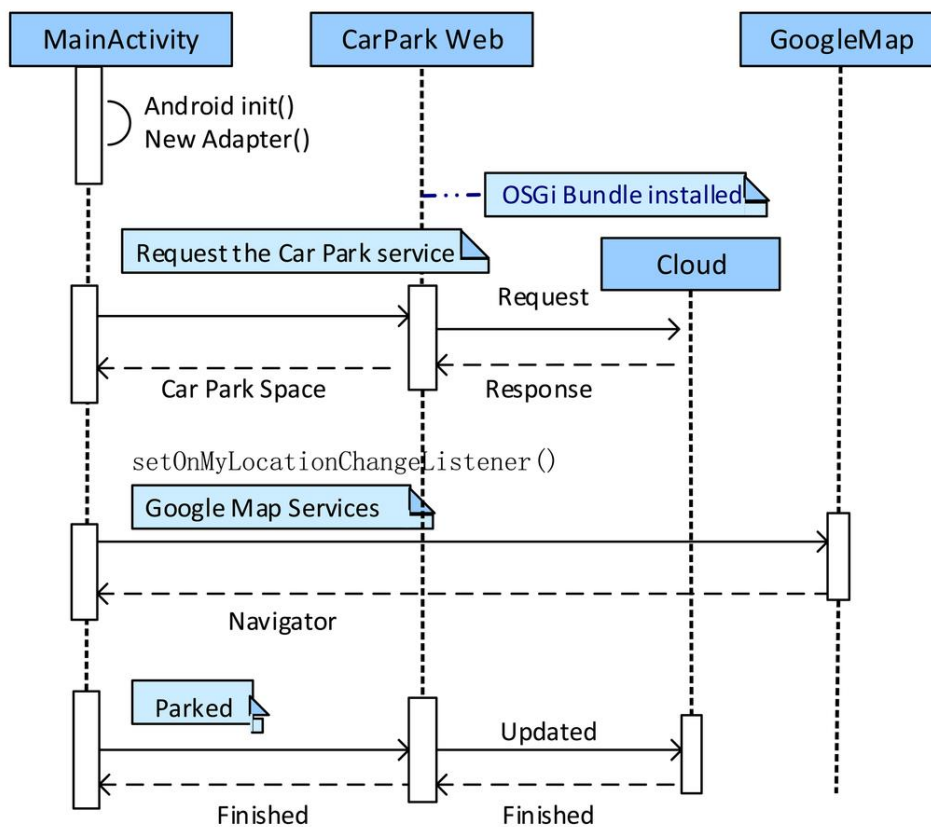 MainActivity
CarPark Web
GoogleMap
Android init()
New Adapter()
OSGi Bundle installed
Request the Car Park service
Cloud
Request
Car Park Space
Response
setOnMyLocationChangeListener()
Google Map Services
Navigator
Parked
Updated
Finished
Finished